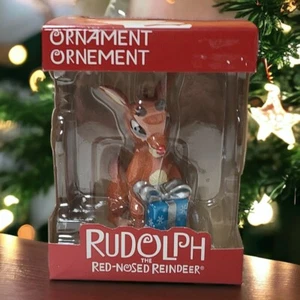 ORNAMENT
ORNEMENT
RUDOLPH
THE
RED-NOSED REINDEER®